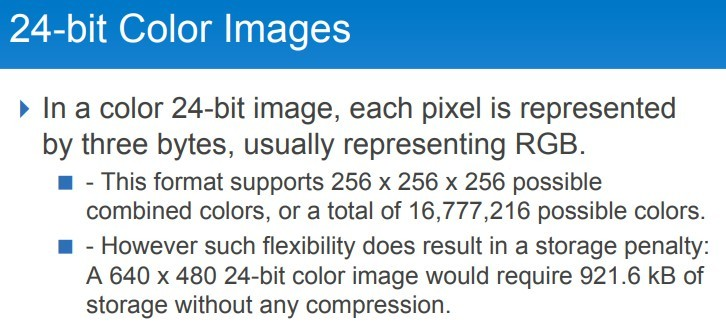 24-bit Color Images
In a color 24-bit image, each pixel is represented
by three bytes, usually representing RGB.
- This format supports 256 x 256 x 256 possible
combined colors, or a total of 16,777,216 possible colors.
- However such flexibility does result in a storage penalty:
A 640 x 480 24-bit color image would require 921.6 kB of
storage without any compression.